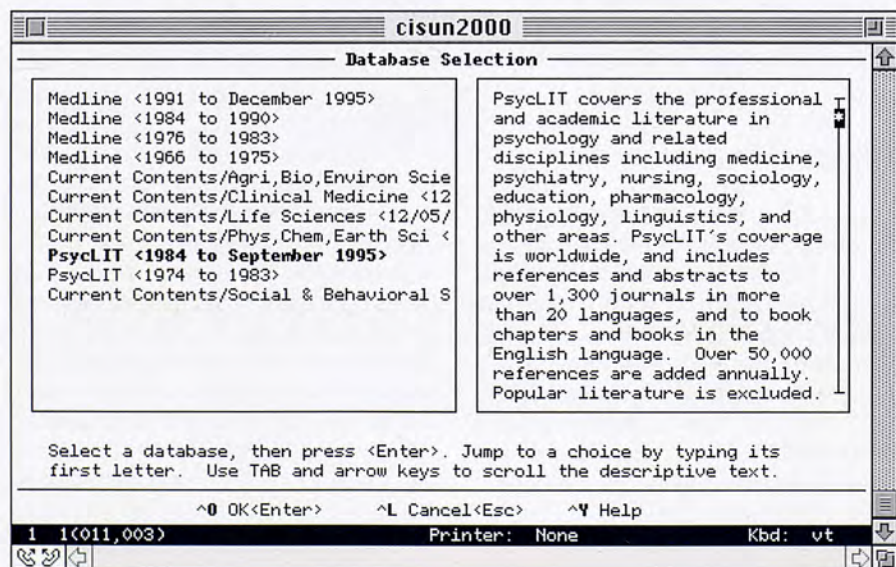 cisun2000
Database Selection
Medline <1991 to December 1995>
Medline <1984 to 1990>
Medline <1976 to 1983>
Medline <1966 to 1975>
Current Contents/Agri,Bio,Environ Scie
Current Contents/Clinical Medicine <12
Current Contents/Life Sciences <12/05/
Current Contents/Phys,Chem,Earth Sci <
PsycLIT <1984 to September 1995>
PsycLIT <1974 to 1983>
Current Contents/Social & Behavioral S
PsycLIT covers the professional
and academic literature in
psychology and related
disciplines including medicine,
psychiatry, nursing, sociology,
education, pharmacology,
physiology, linguistics, and
other areas. PsycLIT's coverage
is worldwide, and includes
references and abstracts to
over 1,300 journals in more
than 20 languages, and to book
chapters and books in the
English language.  Over 50,000
references are added annually.
Popular literature is excluded.
Select a database, then press <Enter>. Jump to a choice by typing its
first letter.  Use TAB and arrow keys to scroll the descriptive text.
^O OK<Enter> ^L Cancel<Esc> ^Y Help
1 1(011,003) Printer: None Kbd: vt